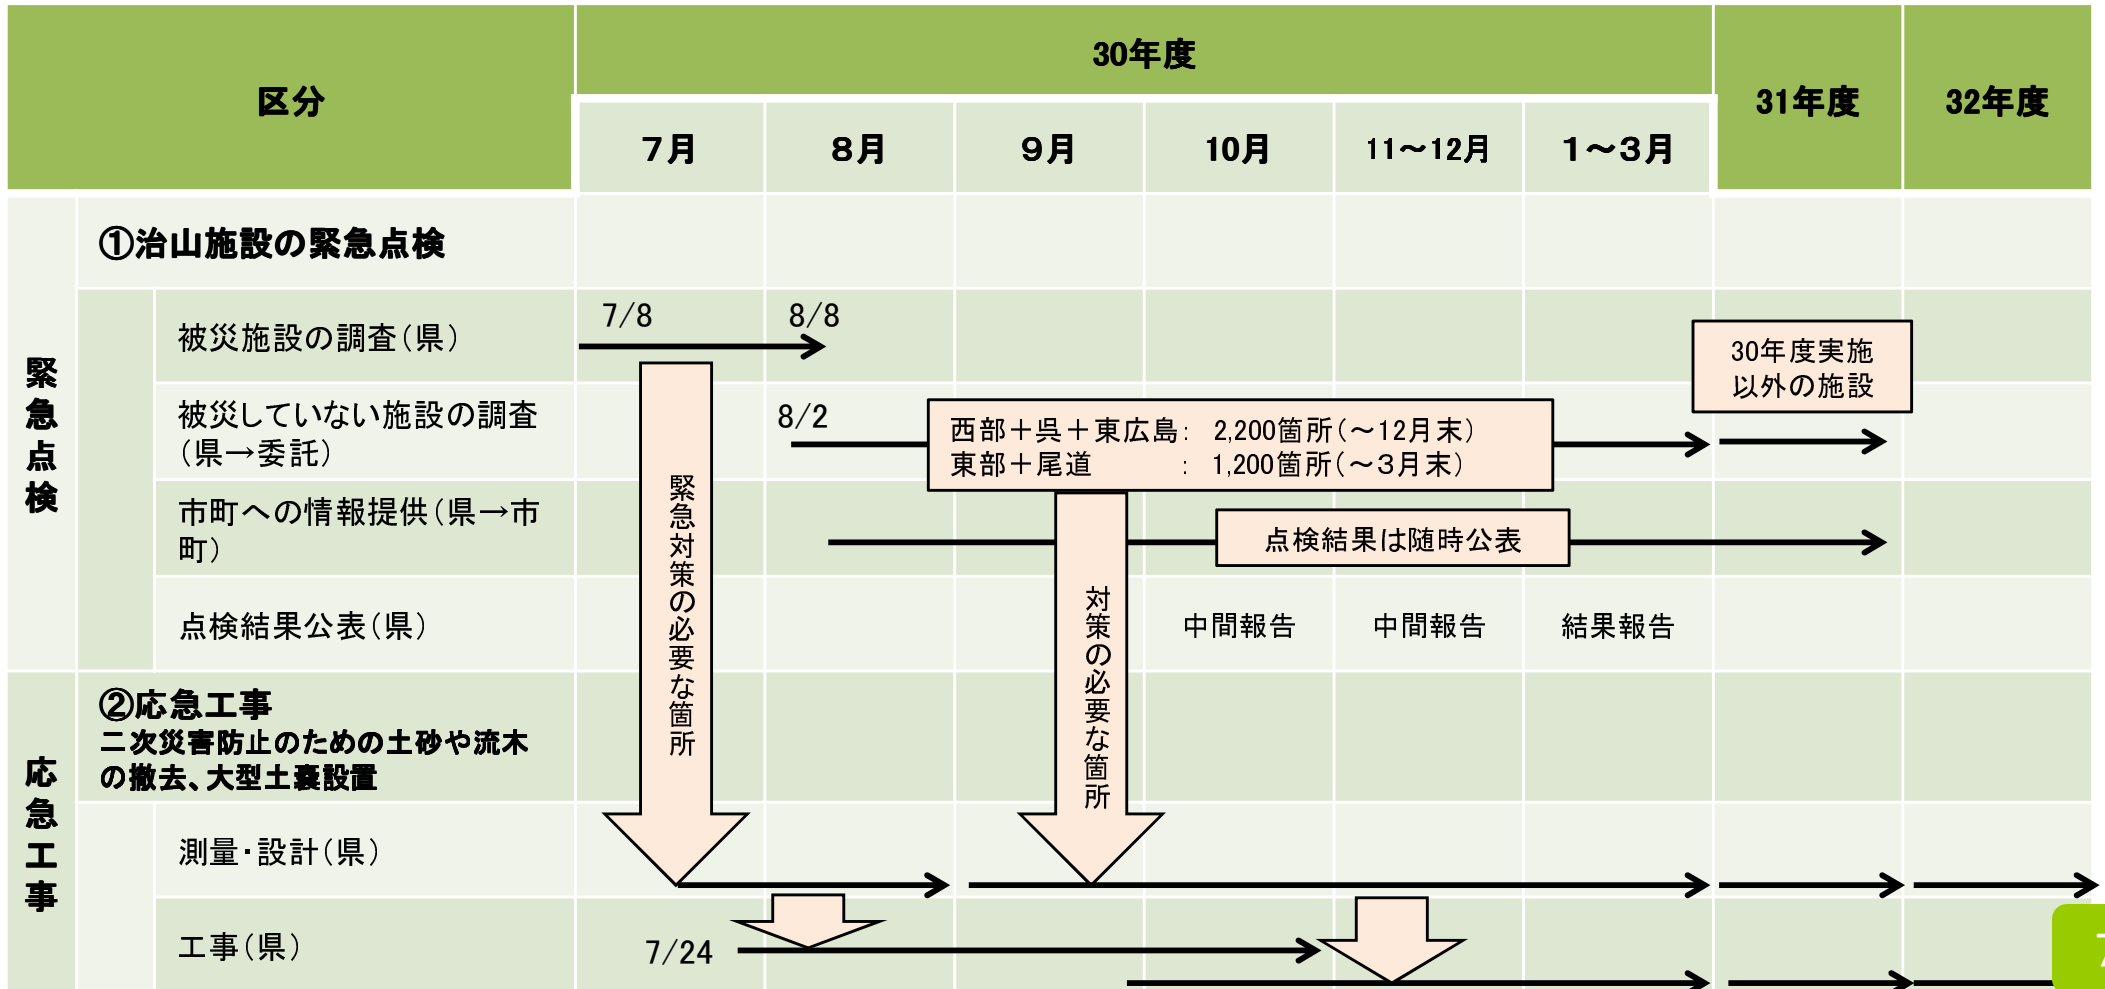 区分
30年度
31年度
32年度
7月
8月
9月
10月
11～12月
1～3月
緊急点検
①治山施設の緊急点検
被災施設の調査(県)
7/8
8/8
30年度実施
以外の施設
被災していない施設の調査
(県→委託)
8/2
西部＋呉＋東広島: 2,200箇所(～12月末)
東部＋尾道 : 1,200箇所(～3月末)
市町への情報提供(県→市
町)
点検結果は随時公表
点検結果公表(県)
中間報告
中間報告
結果報告
緊急対策の必要な箇所
対策の必要な箇所
応急工事
②応急工事
二次災害防止のための土砂や流木
の撤去、大型土嚢設置
測量・設計(県)
工事(県)
7/24